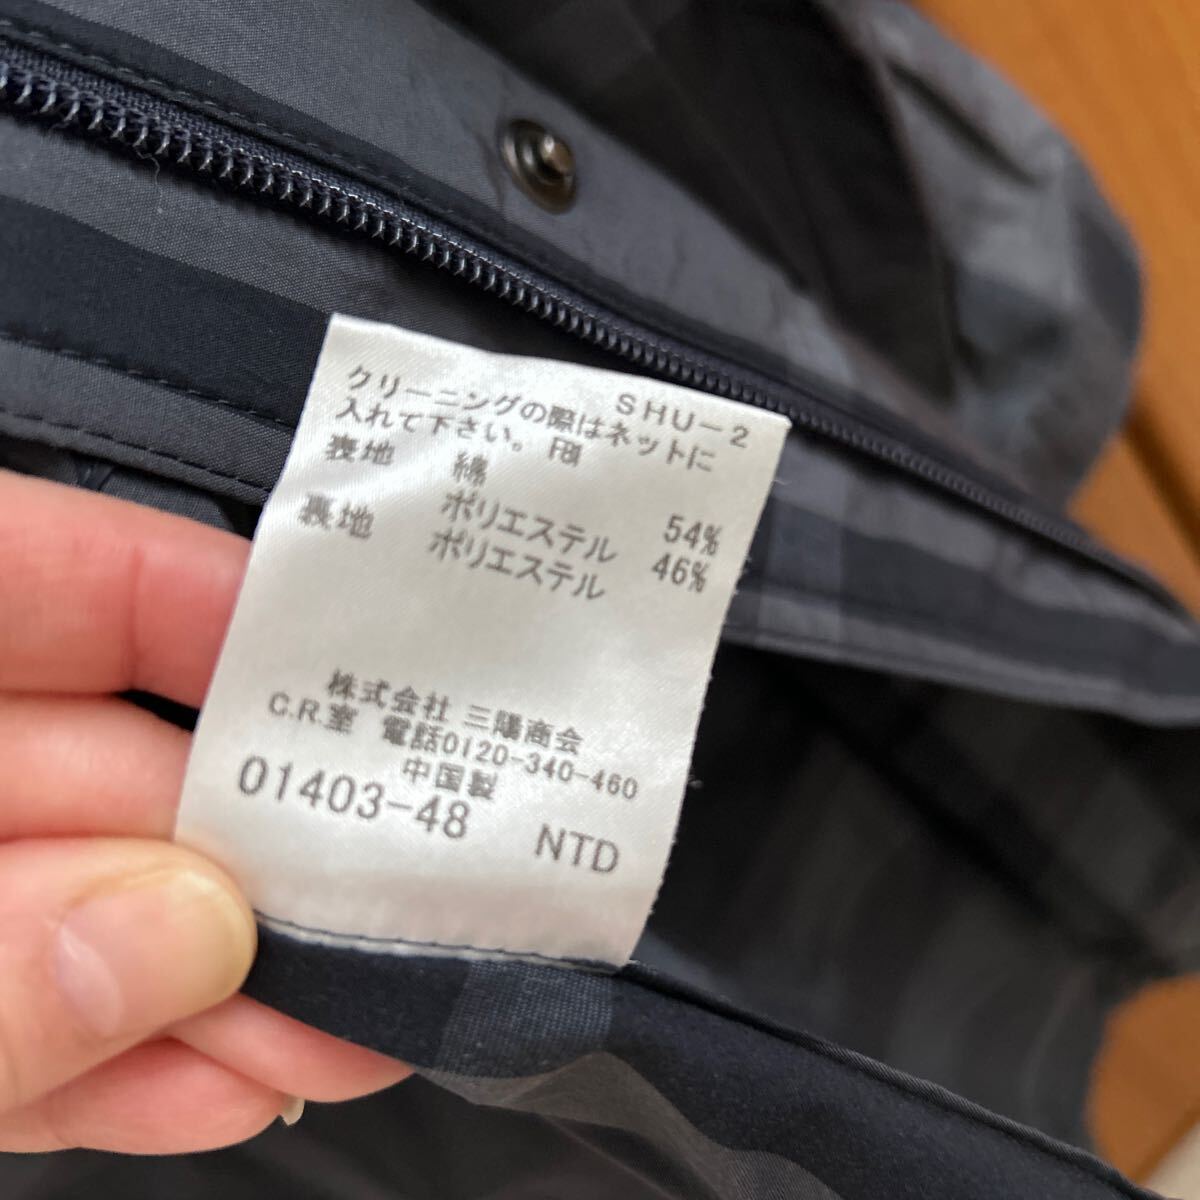 SHU-2
クリーニングの際はネットに
入れて下さい。 FBI
表地 綿 54%
ポリエステル 46%
裏地 ポリエステル
株式会社 三陽商会
C.R.室 電話0120-340-460
中国製
01403-48 NTD